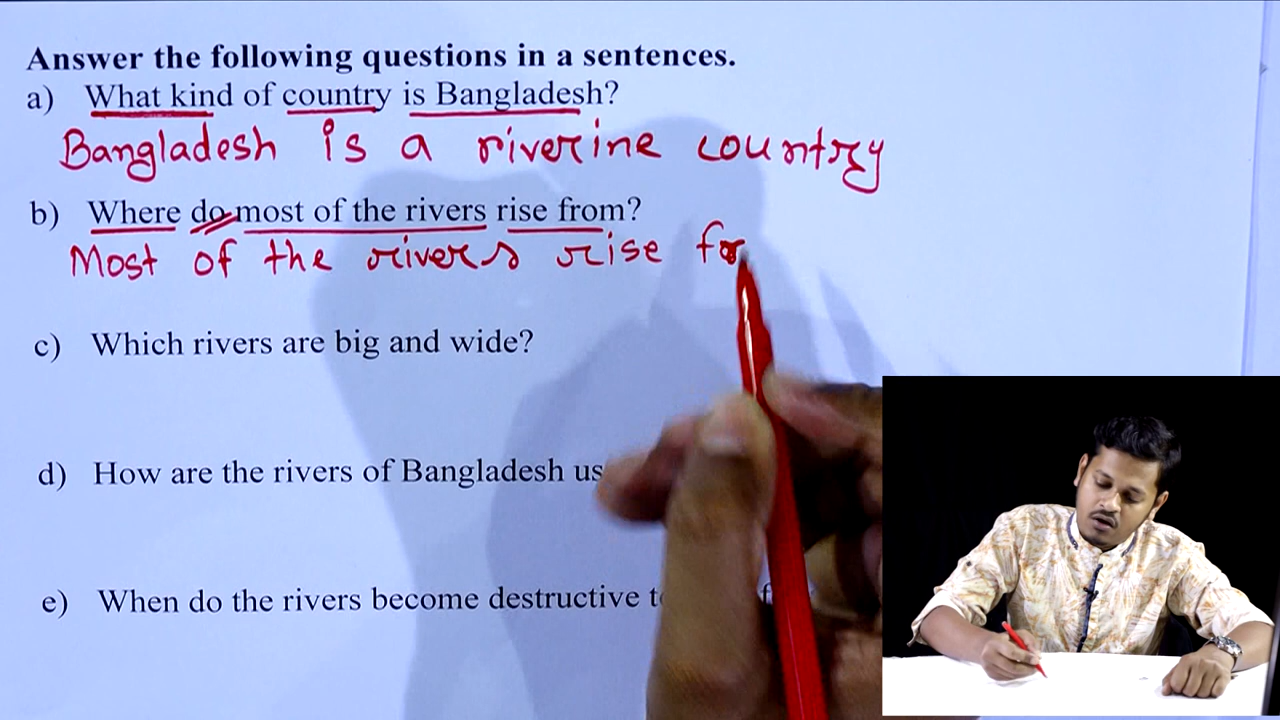 Answer the following questions in a sentences.
a) What kind of country is Bangladesh?
Bangladesh is a riverine country
b) Where do most of the rivers rise from?
Most of the rivers rise
c) Which rivers are big and wide?
d) How are the rivers of Bangladesh
e) When do the rivers become destructive